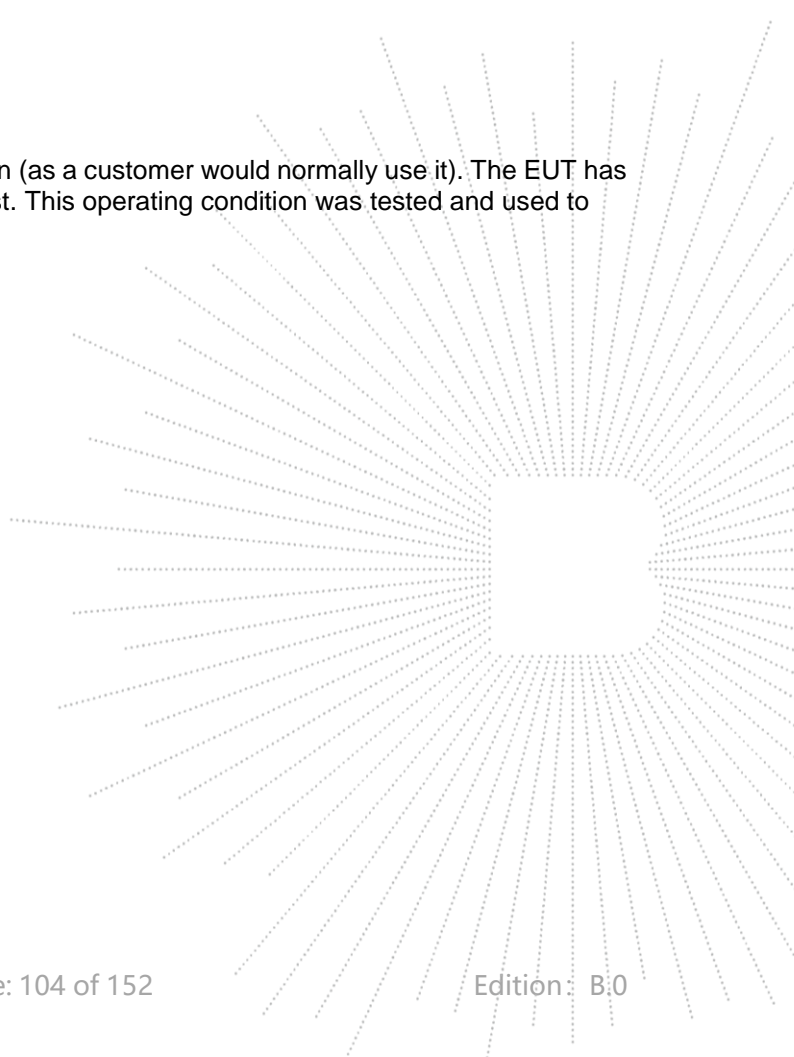 n (as a customer would normally use it). The EUT has
st. This operating condition was tested and used to
e: 104 of 152 Edition: B.0